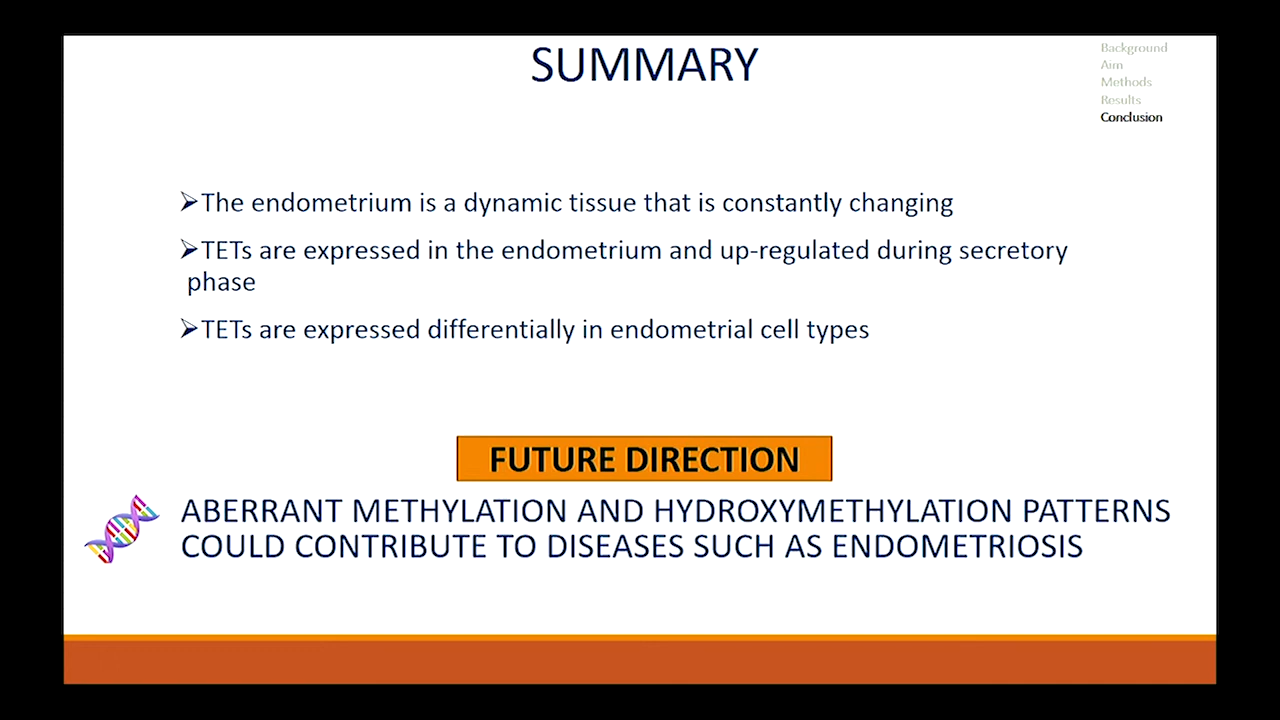 SUMMARY
Background
Aim
Methods
Results
Conclusion
➢The endometrium is a dynamic tissue that is constantly changing
➢TETs are expressed in the endometrium and up-regulated during secretory
phase
➢TETs are expressed differentially in endometrial cell types
FUTURE DIRECTION
ABERRANT METHYLATION AND HYDROXYMETHYLATION PATTERNS
COULD CONTRIBUTE TO DISEASES SUCH AS ENDOMETRIOSIS